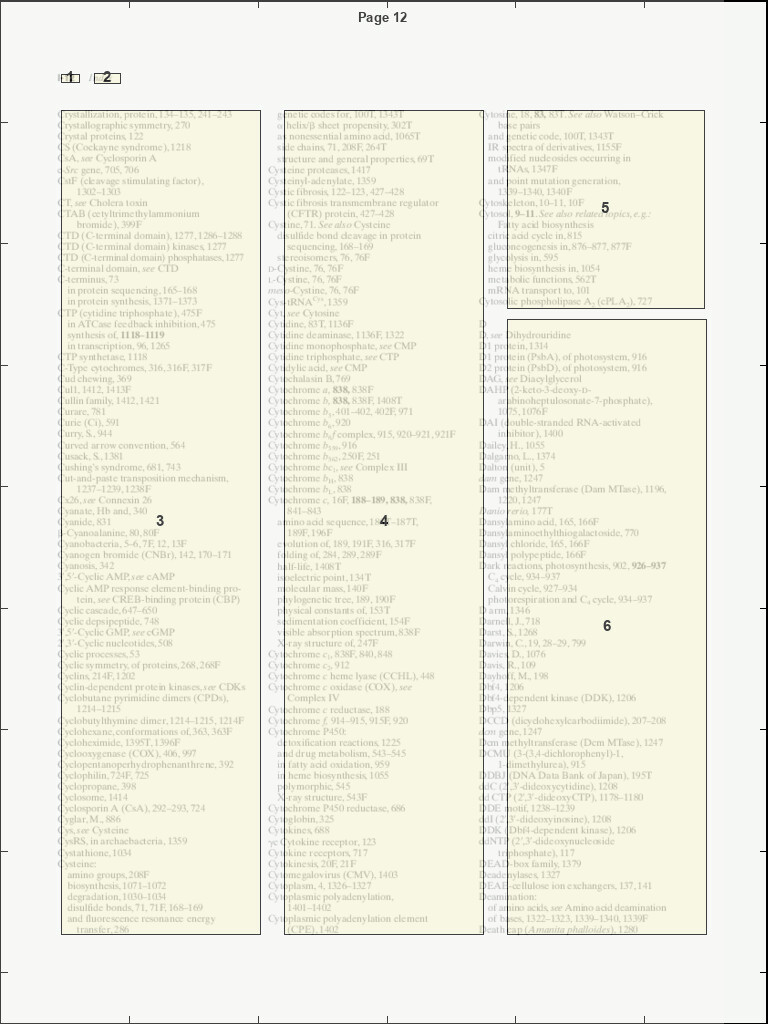 Page 12
1 2
Crystallization, protein, 134–135, 241–243
Crystallographic symmetry, 270
Crystal proteins, 122
CS (Cockayne syndrome), 1218
CsA, see Cyclosporin A
c-Src gene, 705, 706
CstF (cleavage stimulating factor),
1302–1303
CT, see Cholera toxin
CTAB (cetyltrimethylammonium
bromide), 399F
CTD (C-terminal domain), 1277, 1286–1288
CTD (C-terminal domain) kinases, 1277
CTD (C-terminal domain) phosphatases, 1277
C-terminal domain, see CTD
C-terminus, 73
in protein sequencing, 165–168
in protein synthesis, 1371–1373
CTP (cytidine triphosphate), 475F
in ATCase feedback inhibition, 475
synthesis of, 1118–1119
in transcription, 96, 1265
CTP synthetase, 1118
C-Type cytochromes, 316, 316F, 317F
Cud chewing, 369
Cul1, 1412, 1413F
Cullin family, 1412, 1421
Curare, 781
Curie (Ci), 591
Curry, S., 944
Curved arrow convention, 564
Cusack, S., 1381
Cushing's syndrome, 681, 743
Cut-and-paste transposition mechanism,
1237–1239, 1238F
Cx26, see Connexin 26
Cyanate, Hb and, 340
Cyanide, 831
3
β-Cyanoalanine, 80, 80F
Cyanobacteria, 5–6, 7F, 12, 13F
Cyanogen bromide (CNBr), 142, 170–171
Cyanosis, 342
3′,5′-Cyclic AMP, see cAMP
Cyclic AMP response element-binding pro-
tein, see CREB-binding protein (CBP)
Cyclic cascade, 647–650
Cyclic depsipeptide, 748
3′,5′-Cyclic GMP, see cGMP
2′,3′-Cyclic nucleotides, 508
Cyclic processes, 53
Cyclic symmetry, of proteins, 268, 268F
Cyclins, 214F, 1202
Cyclin-dependent protein kinases, see CDKs
Cyclobutane pyrimidine dimers (CPDs),
1214–1215
Cyclobutylthymine dimer, 1214–1215, 1214F
Cyclohexane, conformations of, 363, 363F
Cycloheximide, 1395T, 1396F
Cyclooxygenase (COX), 406, 997
Cyclopentanoperhydrophenanthrene, 392
Cyclophilin, 724F, 725
Cyclopropane, 398
Cyclosome, 1414
Cyclosporin A (CsA), 292–293, 724
Cyglar, M., 886
Cys, see Cysteine
CysRS, in archaebacteria, 1359
Cystathione, 1034
Cysteine:
amino groups, 208F
biosynthesis, 1071–1072
degradation, 1030–1034
disulfide bonds, 71, 71F, 168–169
and fluorescence resonance energy
transfer, 286
genetic codes for, 100T, 1343T
α helix/β sheet propensity, 302T
as nonessential amino acid, 1065T
side chains, 71, 208F, 264T
structure and general properties, 69T
Cysteine proteases, 1417
Cysteinyl-adenylate, 1359
Cystic fibrosis, 122–123, 427–428
Cystic fibrosis transmembrane regulator
(CFTR) protein, 427–428
Cystine, 71. See also Cysteine
disulfide bond cleavage in protein
sequencing, 168–169
stereoisomers, 76, 76F
D-Cystine, 76, 76F
L-Cystine, 76, 76F
meso-Cystine, 76, 76F
Cys-tRNACys, 1359
Cyt, see Cytosine
Cytidine, 83T, 1136F
Cytidine deaminase, 1136F, 1322
Cytidine monophosphate, see CMP
Cytidine triphosphate, see CTP
Cytidylic acid, see CMP
Cytochalasin B, 769
Cytochrome a, 838, 838F
Cytochrome b, 838, 838F, 1408T
Cytochrome b5, 401–402, 402F, 971
Cytochrome b6, 920
Cytochrome b6f complex, 915, 920–921, 921F
Cytochrome b559, 916
Cytochrome b562, 250F, 251
Cytochrome bc1, see Complex III
Cytochrome bH, 838
Cytochrome bL, 838
Cytochrome c, 16F, 188–189, 838, 838F,
841–843
amino acid sequence, 186–187T,
4
189F, 196F
evolution of, 189, 191F, 316, 317F
folding of, 284, 289, 289F
half-life, 1408T
isoelectric point, 134T
molecular mass, 140F
phylogenetic tree, 189, 190F
physical constants of, 153T
sedimentation coefficient, 154F
visible absorption spectrum, 838F
X-ray structure of, 247F
Cytochrome c1, 838F, 840, 848
Cytochrome c2, 912
Cytochrome c heme lyase (CCHL), 448
Cytochrome c oxidase (COX), see
Complex IV
Cytochrome c reductase, 188
Cytochrome f, 914–915, 915F, 920
Cytochrome P450:
detoxification reactions, 1225
and drug metabolism, 543–545
in fatty acid oxidation, 959
in heme biosynthesis, 1055
polymorphic, 545
X-ray structure, 543F
Cytochrome P450 reductase, 686
Cytoglobin, 325
Cytokines, 688
γc Cytokine receptor, 123
Cytokine receptors, 717
Cytokinesis, 20F, 21F
Cytomegalovirus (CMV), 1403
Cytoplasm, 4, 1326–1327
Cytoplasmic polyadenylation,
1401–1402
Cytoplasmic polyadenylation element
(CPE), 1402
Cytosine, 18, 83, 83T. See also Watson–Crick
base pairs
and genetic code, 100T, 1343T
IR spectra of derivatives, 1155F
modified nucleosides occurring in
tRNAs, 1347F
and point mutation generation,
1339–1340, 1340F
Cytoskeleton, 10–11, 10F
5
Cytosol, 9–11. See also related topics, e.g.:
Fatty acid biosynthesis
citric acid cycle in, 815
gluconeogenesis in, 876–877, 877F
glycolysis in, 595
heme biosynthesis in, 1054
metabolic functions, 562T
mRNA transport to, 101
Cytosolic phospholipase A2 (cPLA2), 727
D
D, see Dihydrouridine
D1 protein, 1314
D1 protein (PsbA), of photosystem, 916
D2 protein (PsbD), of photosystem, 916
DAG, see Diacylglycerol
DAHP (2-keto-3-deoxy-D-
arabinoheptulosonate-7-phosphate),
1075, 1076F
DAI (double-stranded RNA-activated
inhibitor), 1400
Dailey, H., 1055
Dalgarno, L., 1374
Dalton (unit), 5
dam gene, 1247
Dam methyltransferase (Dam MTase), 1196,
1220, 1247
Danio rerio, 177T
Dansylamino acid, 165, 166F
Dansylaminoethylthiogalactoside, 770
Dansyl chloride, 165, 166F
Dansyl polypeptide, 166F
Dark reactions, photosynthesis, 902, 926–937
C4 cycle, 934–937
Calvin cycle, 927–934
photorespiration and C4 cycle, 934–937
D arm, 1346
Darnell, J., 718
6
Darst, S., 1268
Darwin, C., 19, 28–29, 799
Davies, D., 1076
Davis, R., 109
Dayhoff, M., 198
Dbf4, 1206
Dbf4-dependent kinase (DDK), 1206
Dbp5, 1327
DCCD (dicyclohexylcarbodiimide), 207–208
dcm gene, 1247
Dcm methyltransferase (Dcm MTase), 1247
DCMU (3-(3,4-dichlorophenyl)-1,
1-dimethylurea), 915
DDBJ (DNA Data Bank of Japan), 195T
ddC (2′,3′-dideoxycytidine), 1208
ddCTP (2′,3′-dideoxyCTP), 1178–1180
DDE motif, 1238–1239
ddI (2′,3′-dideoxyinosine), 1208
DDK (Dbf4-dependent kinase), 1206
ddNTP (2′,3′-dideoxynucleoside
triphosphate), 117
DEAD-box family, 1379
Deadenylases, 1327
DEAE-cellulose ion exchangers, 137, 141
Deamination:
of amino acids, see Amino acid deamination
of bases, 1322–1323, 1339–1340, 1339F
Death cap (Amanita phalloides), 1280